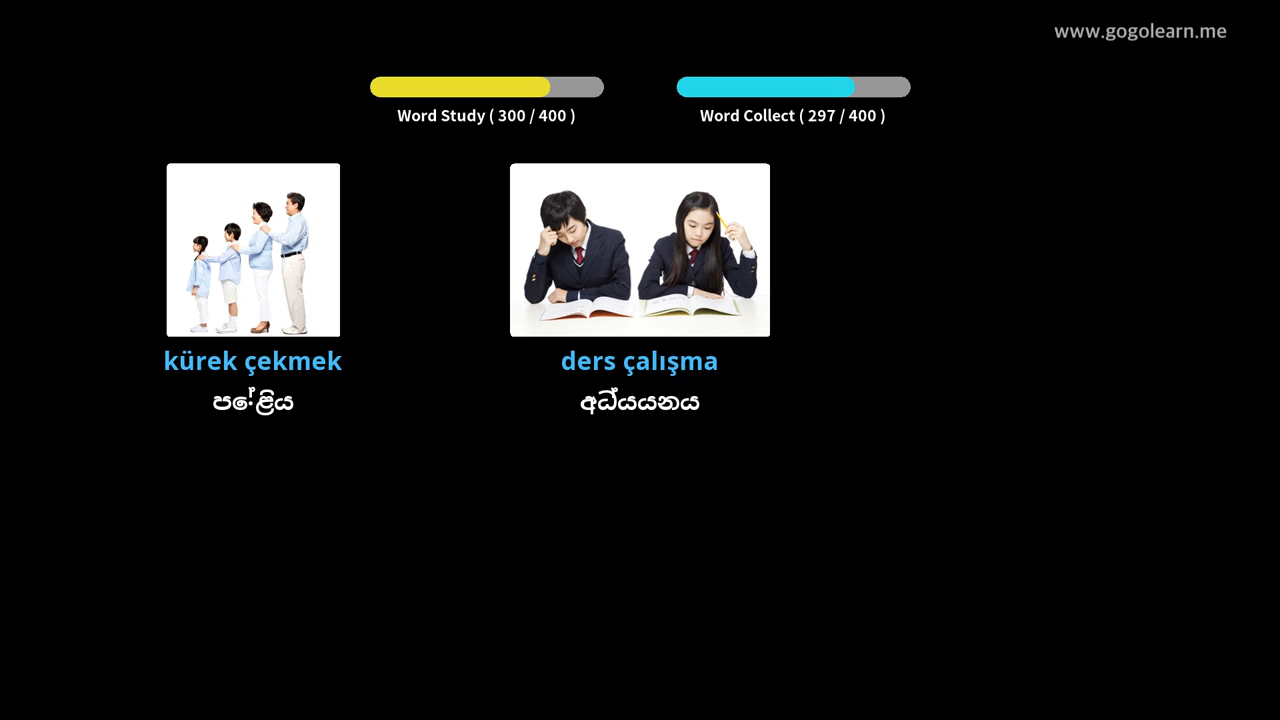 www.gogolearn.me
Word Study ( 300 / 400 )
Word Collect ( 297 / 400 )
kürek çekmek
ders çalışma
පේළිය
අධ්යයනය